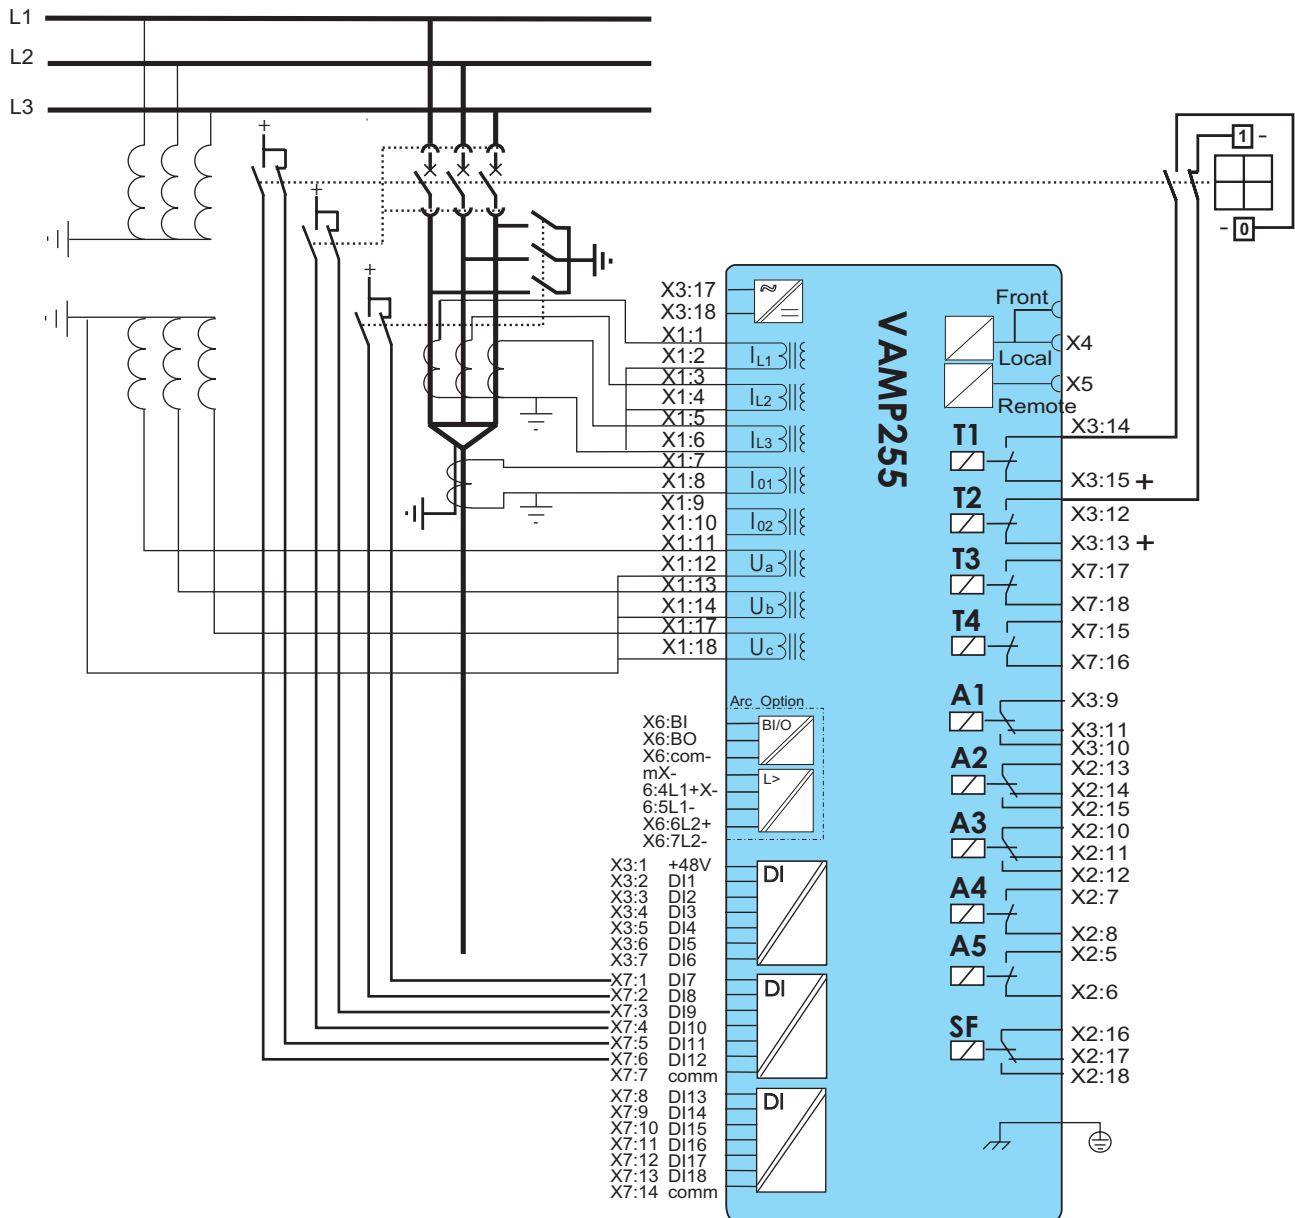 L1
L2
L3
+
+
+
1 -
- 0
X3:17
X3:18
X1:1
X1:2
X1:3
X1:4
X1:5
X1:6
X1:7
X1:8
X1:9
X1:10
X1:11
X1:12
X1:13
X1:14
X1:17
X1:18
~
IL1
IL2
IL3
I01
I02
Ua
Ub
Uc
VAMP255
Front
Local
Remote
X4
X5
T1
T2
T3
T4
A1
A2
A3
A4
A5
SF
X3:14
X3:15 +
X3:12
X3:13 +
X7:17
X7:18
X7:15
X7:16
X3:9
X3:11
X3:10
X2:13
X2:14
X2:15
X2:10
X2:11
X2:12
X2:7
X2:8
X2:5
X2:6
X2:16
X2:17
X2:18
Arc Option
BI/O
L>
X6:BI
X6:BO
X6:com-
mX-
6:4L1+X-
6:5L1-
X6:6L2+
X6:7L2-
X3:1 +48V
X3:2 DI1
X3:3 DI2
X3:4 DI3
X3:5 DI4
X3:6 DI5
X3:7 DI6
DI
X7:1 DI7
X7:2 DI8
X7:3 DI9
X7:4 DI10
X7:5 DI11
X7:6 DI12
X7:7 comm
DI
X7:8 DI13
X7:9 DI14
X7:10 DI15
X7:11 DI16
X7:12 DI17
X7:13 DI18
X7:14 comm
DI